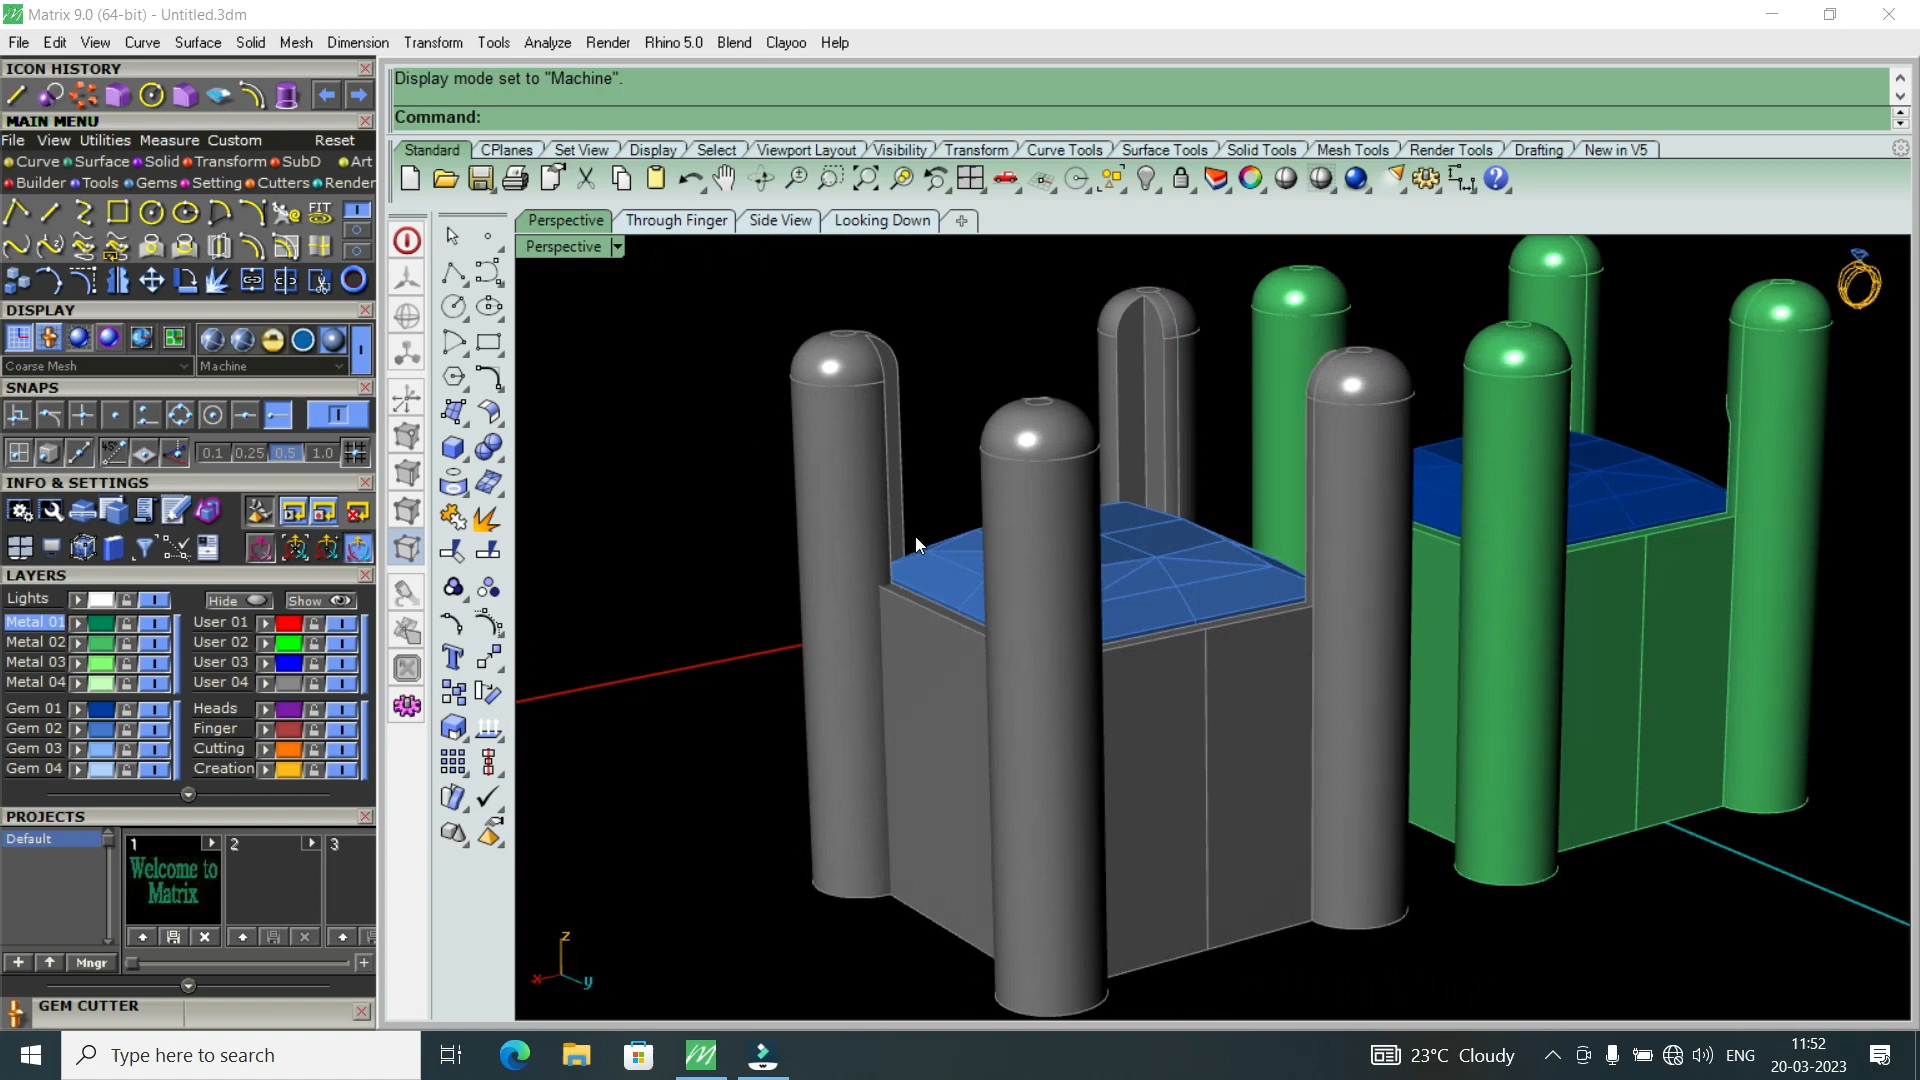 Matrix 9.0 (64-bit) - Untitled.3dm
File Edit View Curve Surface Solid Mesh Dimension Transform Tools Analyze Render Rhino 5.0 Blend Clayoo Help
ICON HISTORY
Display mode set to "Machine".
Command:
MAIN MENU
File View Utilities Measure Custom Reset
Curve Surface Solid Transform SubD Art
Builder Tools Gems Setting Cutters Render
Standard CPlanes Set View Display Select Viewport Layout Visibility Transform Curve Tools Surface Tools Solid Tools Mesh Tools Render Tools Drafting New in V5
FIT
Perspective Through Finger Side View Looking Down
Perspective
DISPLAY
Coarse Mesh Machine
SNAPS
0.1 0.25 0.5 1.0
INFO & SETTINGS
LAYERS
Lights Hide Show
Metal 01 User 01
Metal 02 User 02
Metal 03 User 03
Metal 04 User 04
Gem 01 Heads
Gem 02 Finger
Gem 03 Cutting
Gem 04 Creation
PROJECTS
Default 1 2 3
Welcome to
Matrix
Mngr
GEM CUTTER
z
x y
Type here to search
23°C Cloudy
ENG
11:52
20-03-2023